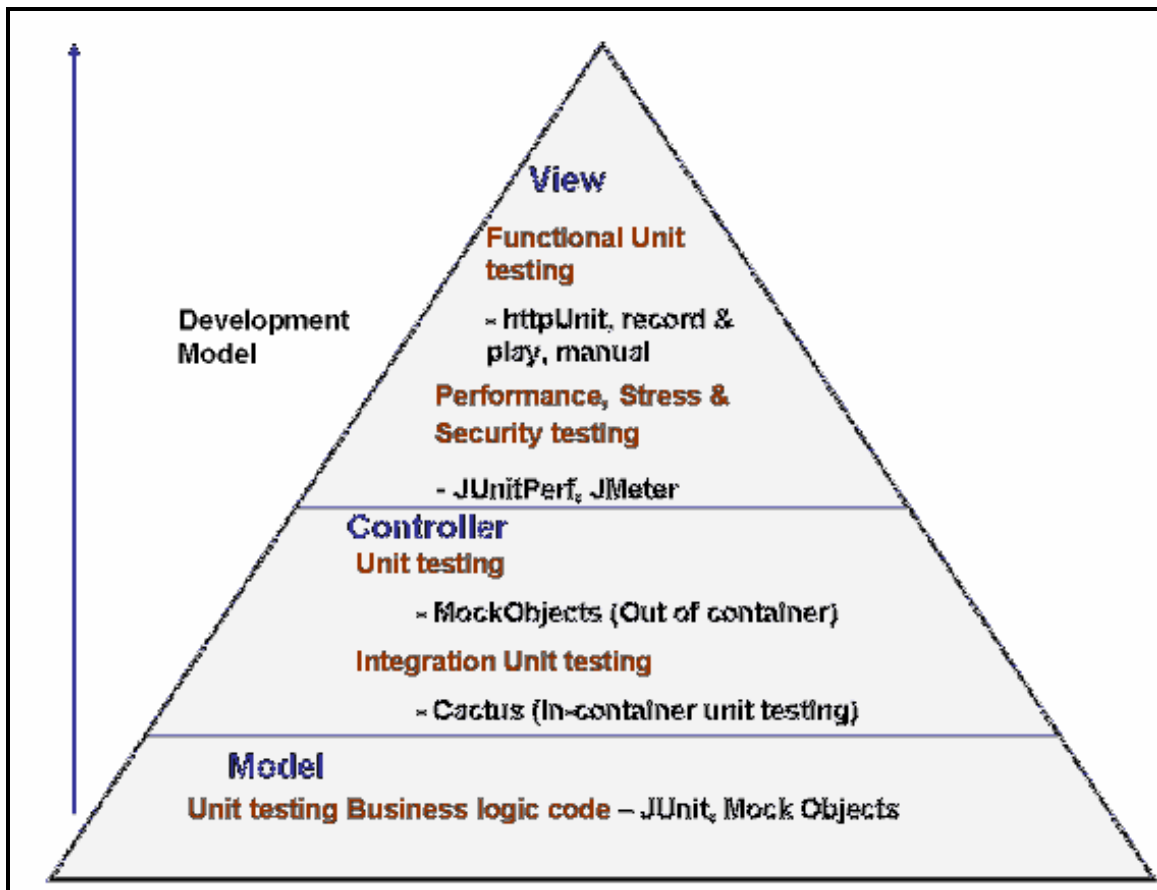 View
Functional Unit
testing
- httpUnit, record &
play, manual
Development
Model
Performance, Stress &
Security testing
- JUnitPerf, JMeter
Controller
Unit testing
- MockObjects (Out of container)
Integration Unit testing
- Cactus (In-container unit testing)
Model
Unit testing Business logic code – JUnit, Mock Objects